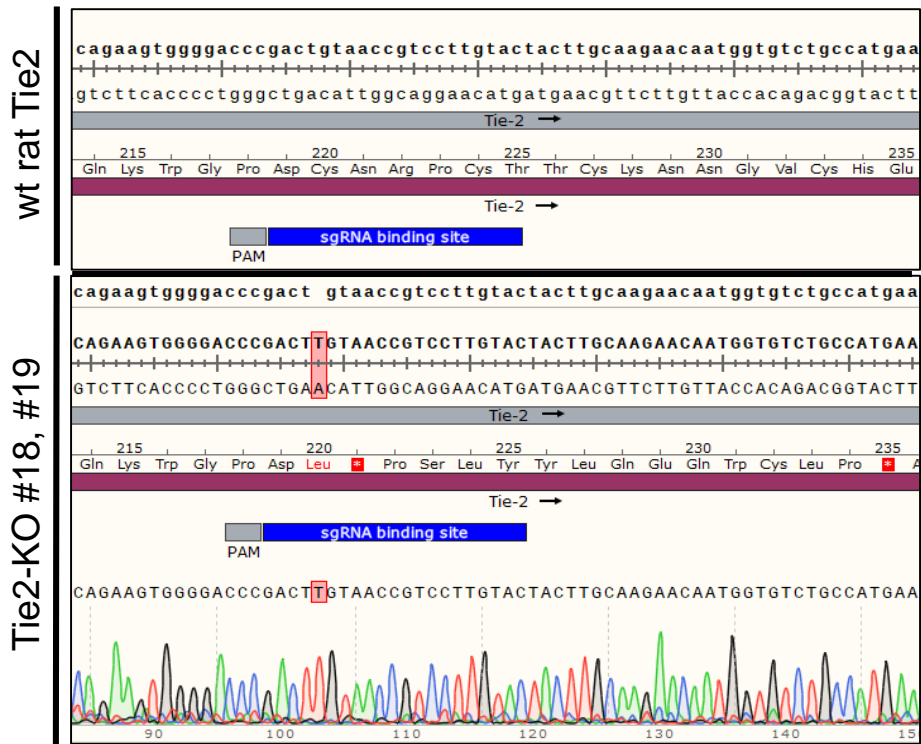 wt rat Tie2
cagaagtggggacccgactgtaaccgtccttgtactacttgcaagaacaatggtgtctgccatgaa
gtcttcacccctgggctgacattggcaggaacatgatgaacgttcttgttaccacagacggtactt
Tie-2
215 220 225 230 235
Gln Lys Trp Gly Pro Asp Cys Asn Arg Pro Cys Thr Thr Cys Lys Asn Asn Gly Val Cys His Glu
Tie-2
sgRNA binding site
PAM
Tie2-KO #18, #19
cagaagtggggacccgact gtaaccgtccttgtactacttgcaagaacaatggtgtctgccatgaa
CAGAAGTGGGGACCCGACTTGTAACCGTCCTTGTACTACTTGCAAGAACAATGGTGTCTGCCATGAA
GTCTTCACCCCTGGGCTGAACATTGGCAGGAACATGATGAACGTTCTTGTTACCACAGACGGTACTT
Tie-2
215 220 225 230 235
Gln Lys Trp Gly Pro Asp Leu * Pro Ser Leu Tyr Tyr Leu Gln Glu Gln Trp Cys Leu Pro * A
Tie-2
sgRNA binding site
PAM
CAGAAGTGGGGACCCGACTTGTAACCGTCCTTGTACTACTTGCAAGAACAATGGTGTCTGCCATGAA
90 100 110 120 130 140 150